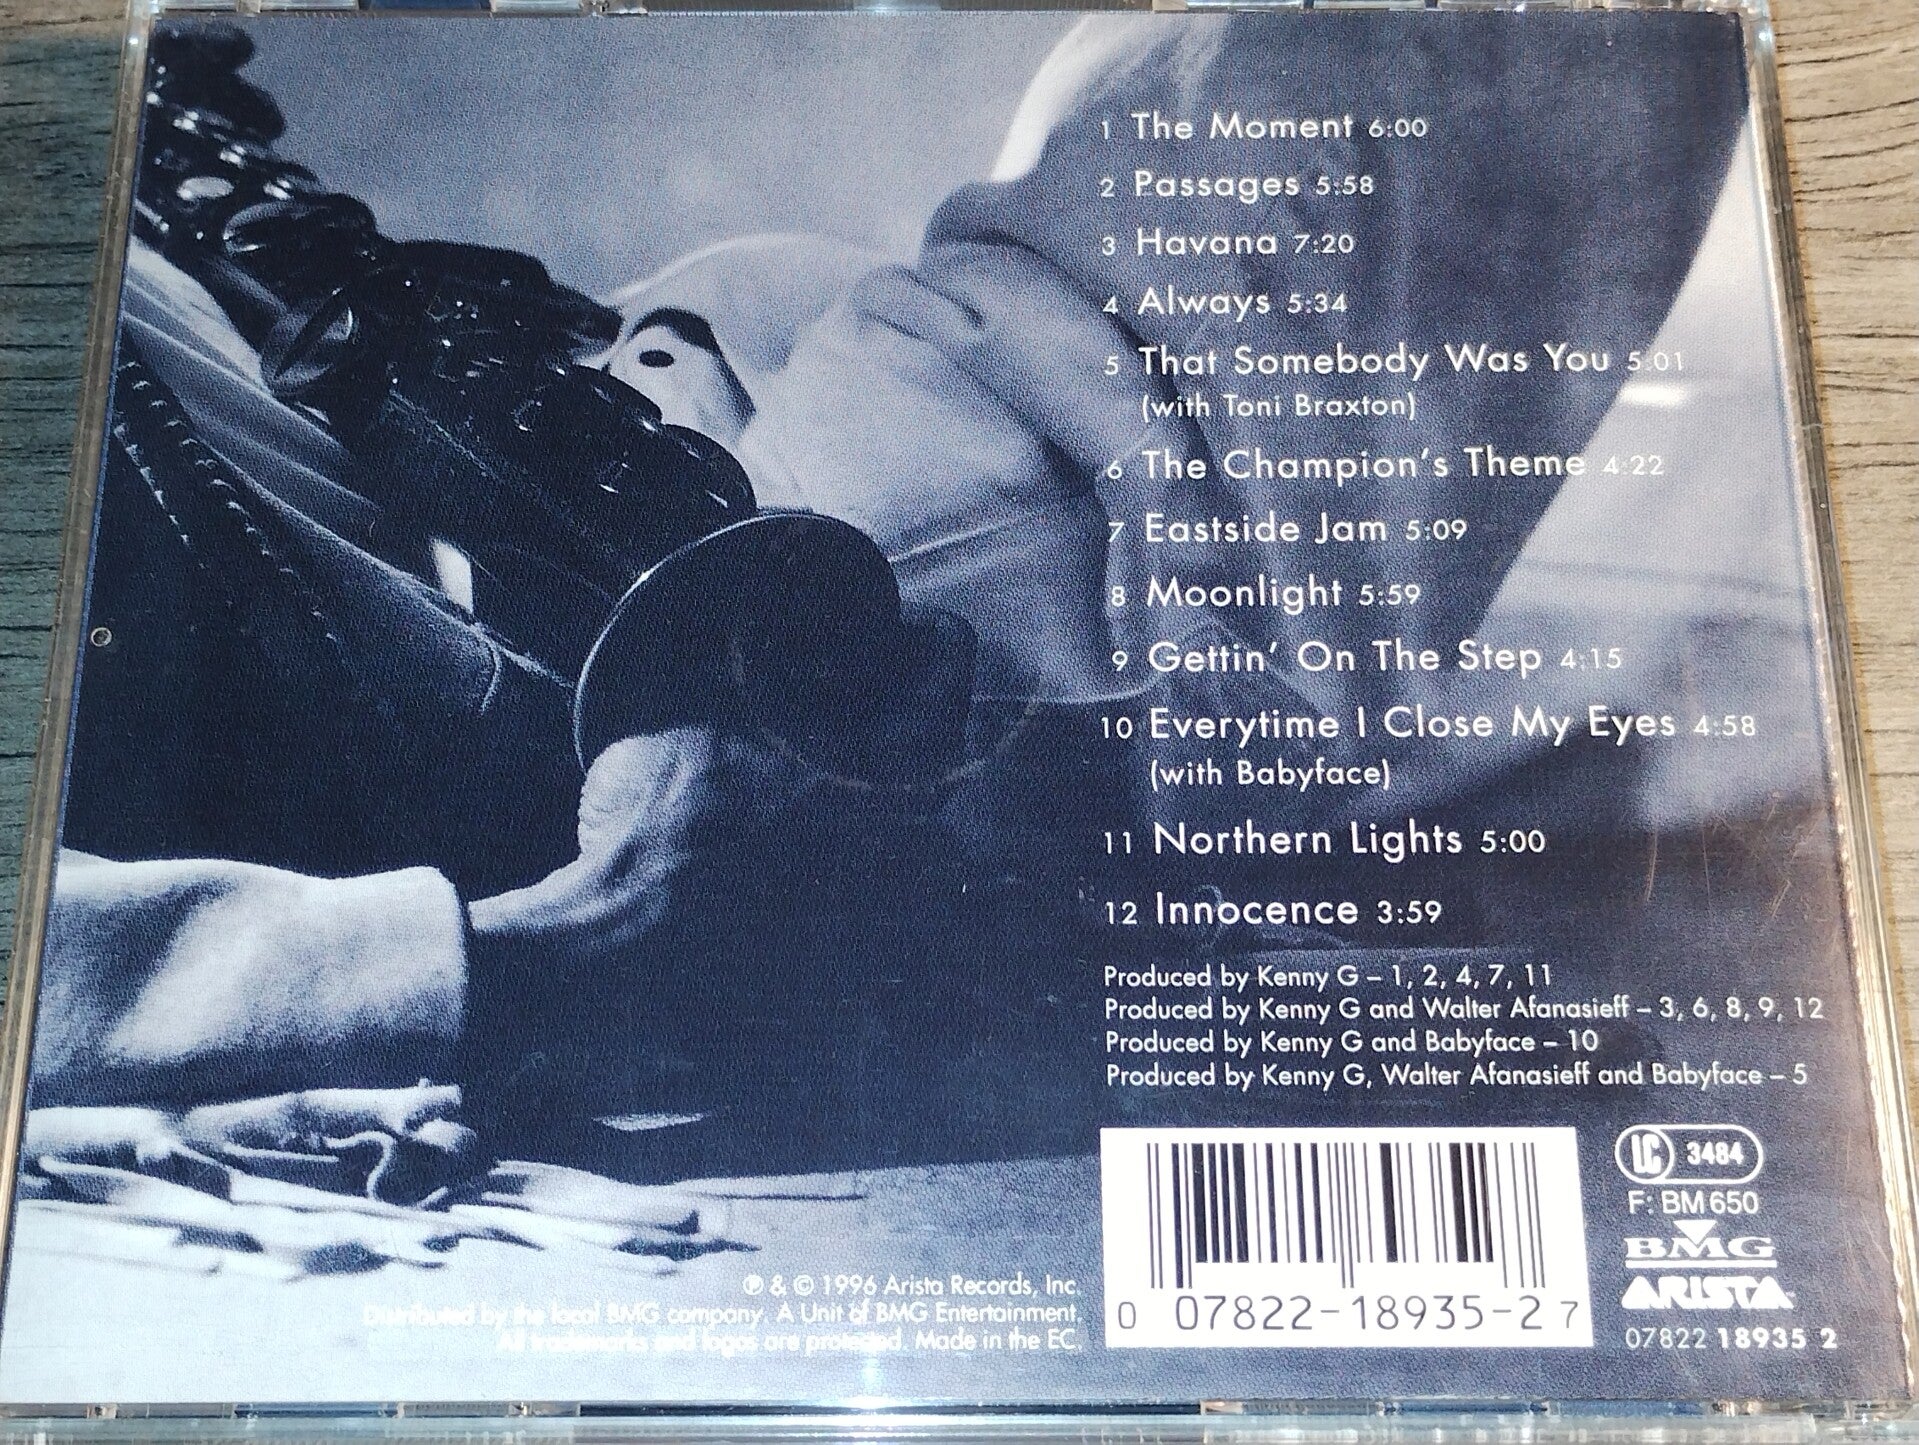 1 The Moment 6:00
2 Passages 5:58
3 Havana 7:20
4 Always 5:34
5 That Somebody Was You 5:01
(with Toni Braxton)
6 The Champion's Theme 4:22
7 Eastside Jam 5:09
8 Moonlight 5:59
9 Gettin' On The Step 4:15
10 Everytime I Close My Eyes 4:58
(with Babyface)
11 Northern Lights 5:00
12 Innocence 3:59
Produced by Kenny G – 1, 2, 4, 7, 11
Produced by Kenny G and Walter Afanasieff – 3, 6, 8, 9, 12
Produced by Kenny G and Babyface – 10
Produced by Kenny G, Walter Afanasieff and Babyface – 5
℗ & © 1996 Arista Records, Inc.
Distributed by the local BMG company. A Unit of BMG Entertainment.
All trademarks and logos are protected. Made in the EC.
0 07822-18935-2 7
LC 3484
F: BM 650
BMG
ARISTA
07822 18935 2